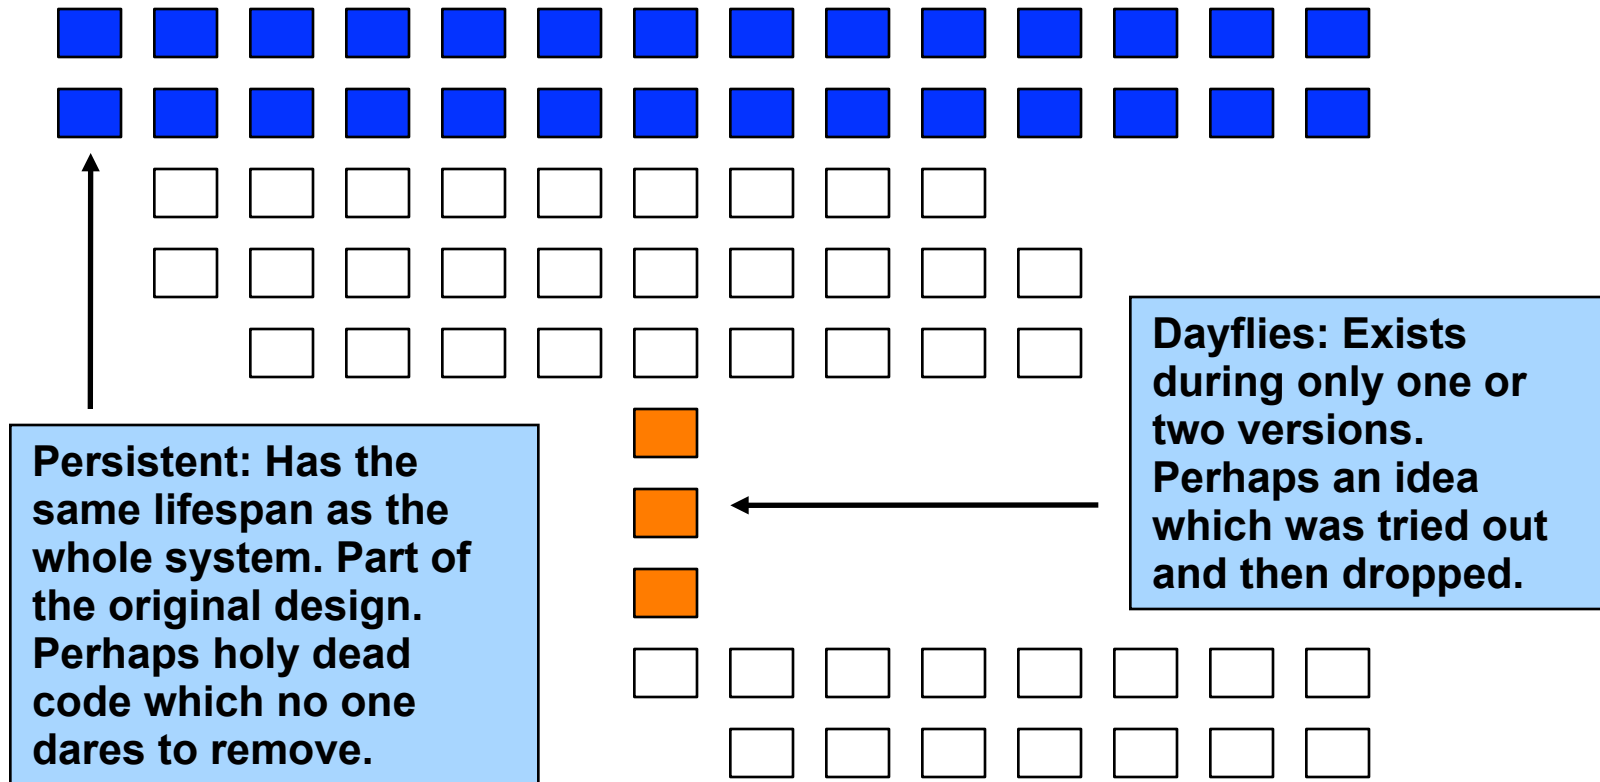 Dayflies: Exists
during only one or
two versions.
Perhaps an idea
which was tried out
and then dropped.
Persistent: Has the
same lifespan as the
whole system. Part of
the original design.
Perhaps holy dead
code which no one
dares to remove.